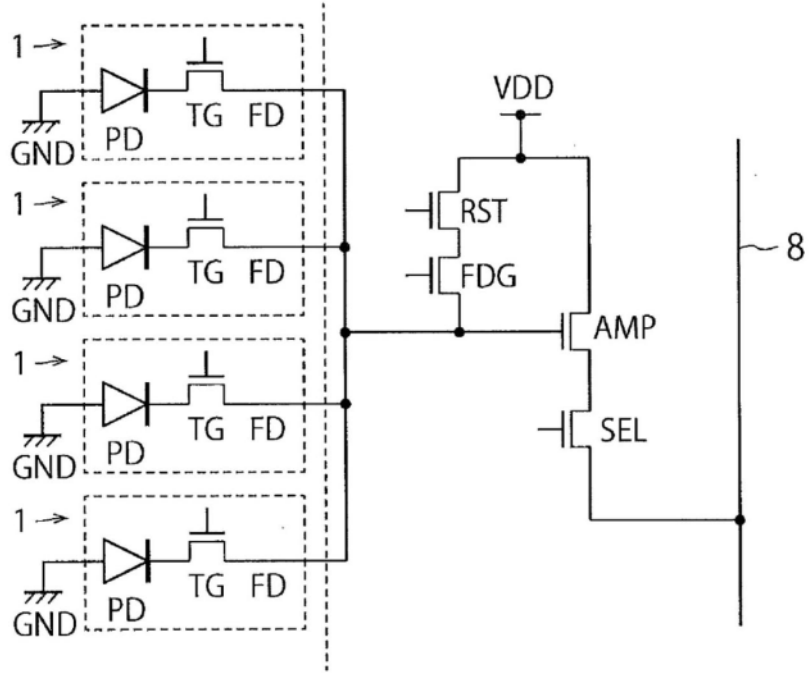 1
PD
TG FD
GND
1
PD
TG FD
GND
1
PD
TG FD
GND
1
PD
TG FD
GND
VDD
RST
FDG
AMP
SEL
8